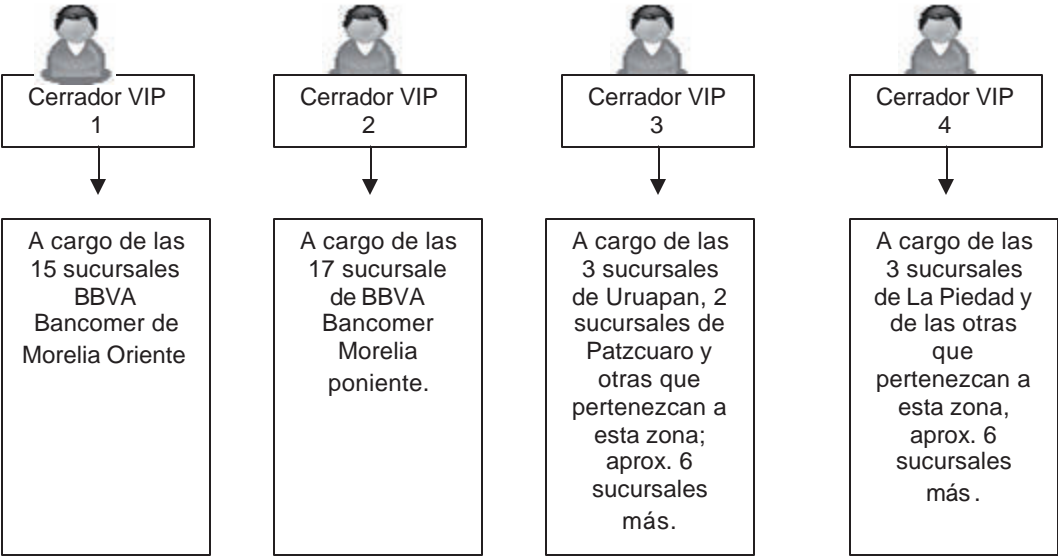 Cerrador VIP
1
Cerrador VIP
2
Cerrador VIP
3
Cerrador VIP
4
A cargo de las
15 sucursales
BBVA
Bancomer de
Morelia Oriente
A cargo de las
17 sucursale
de BBVA
Bancomer
Morelia
poniente.
A cargo de las
3 sucursales
de Uruapan, 2
sucursales de
Patzcuaro y
otras que
pertenezcan a
esta zona;
aprox. 6
sucursales
más.
A cargo de las
3 sucursales
de La Piedad y
de las otras
que
pertenezcan a
esta zona,
aprox. 6
sucursales
más.